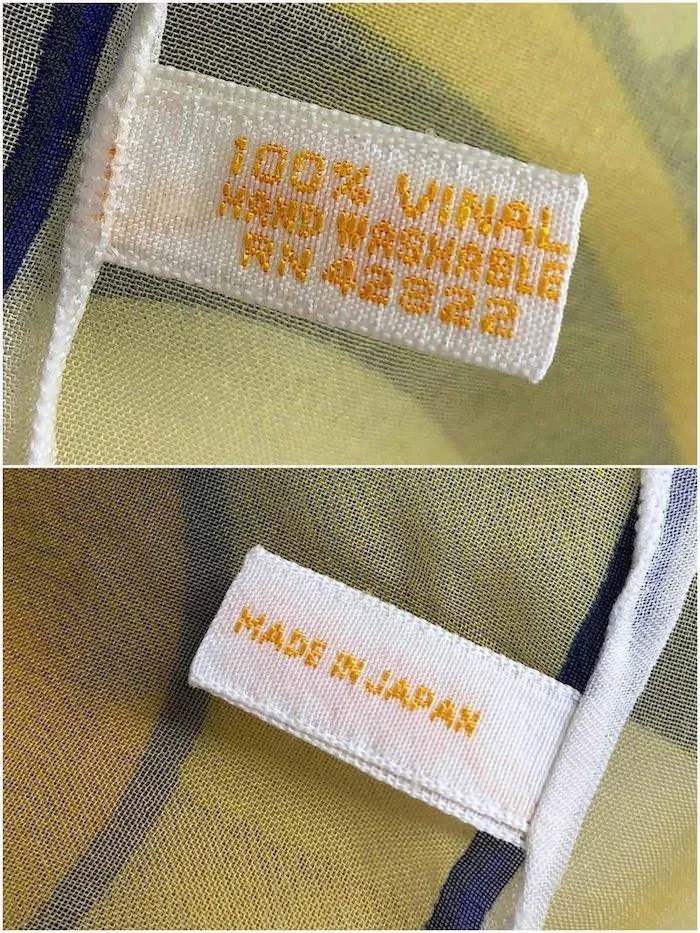 100% VINAL
HAND WASHABLE
RN 42822
MADE IN JAPAN